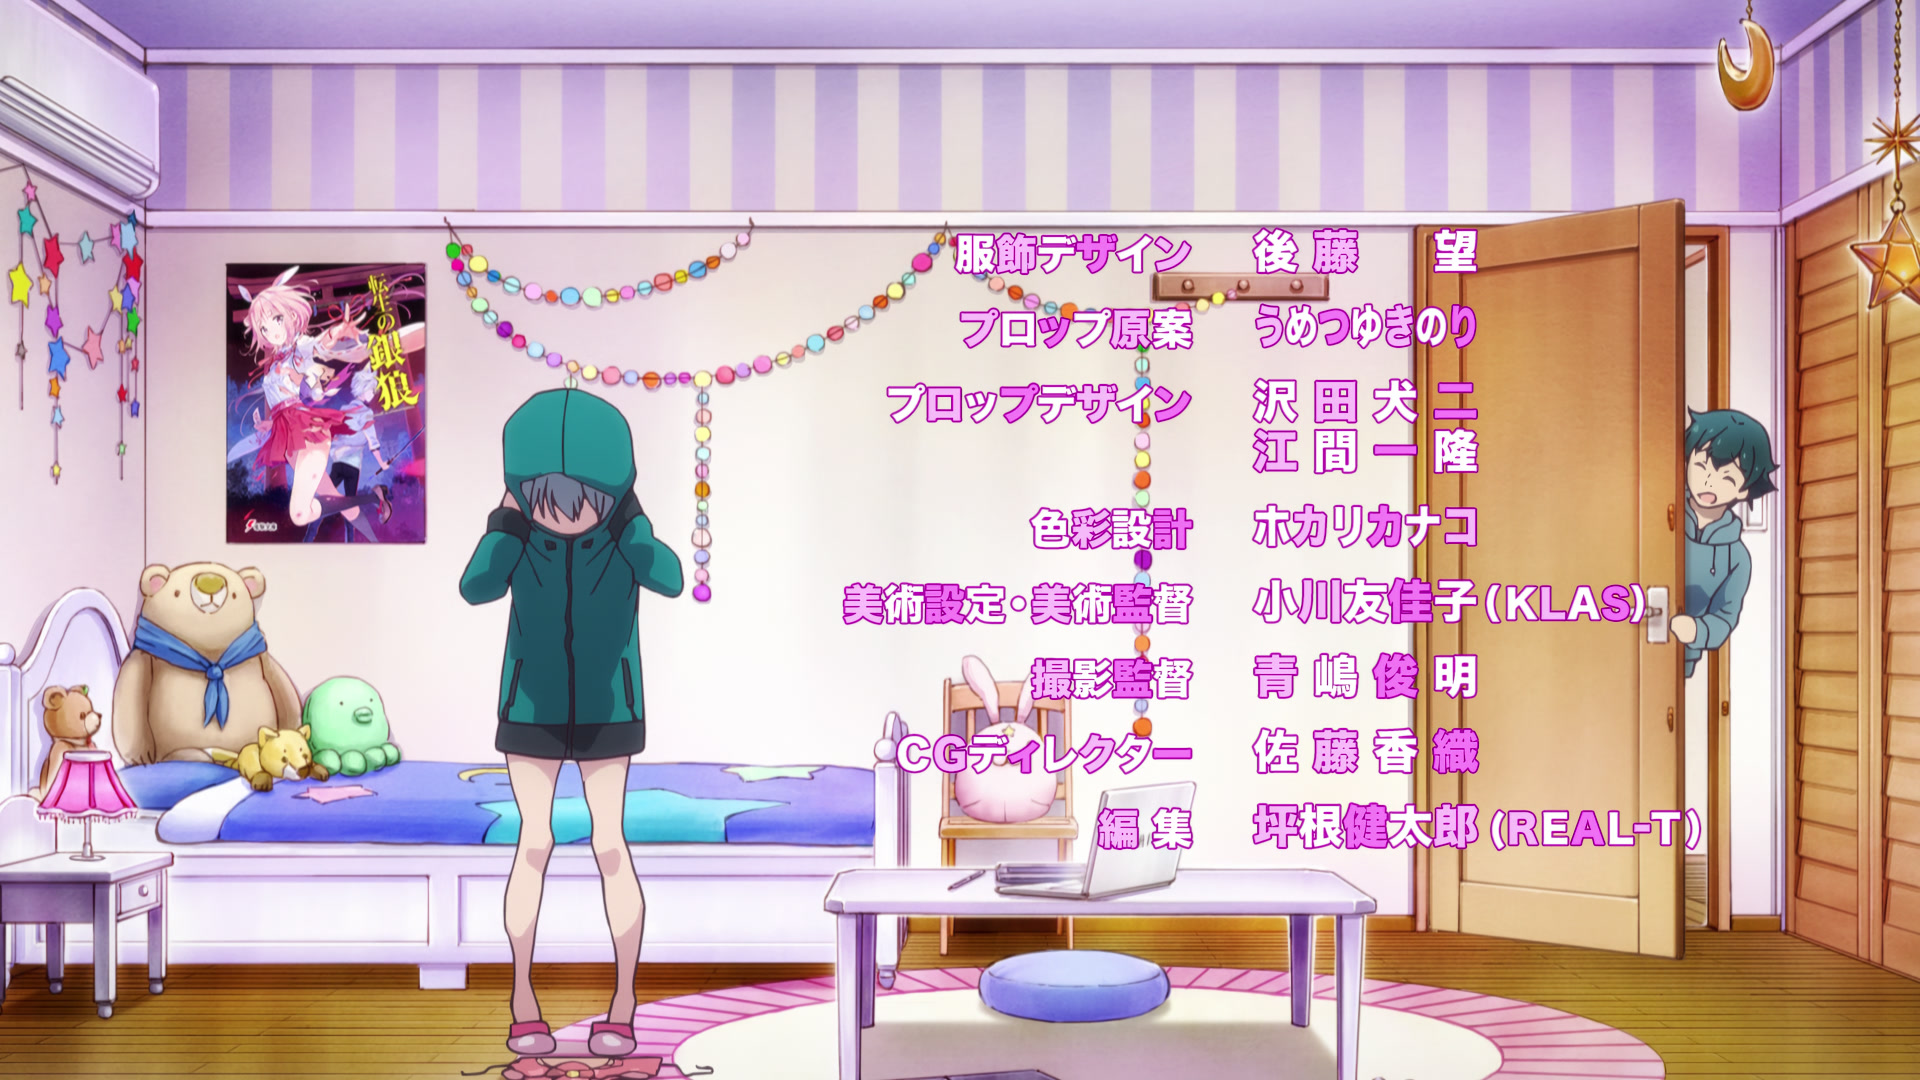 転生の銀狼
電撃文庫
服飾デザイン 後藤 望
プロップ原案 うめつゆきのり
プロップデザイン 沢田犬二
江間一隆
色彩設計 ホカリカナコ
美術設定・美術監督 小川友佳子(KLAS)
撮影監督 青嶋俊明
CGディレクター 佐藤香織
編集 坪根健太郎(REAL-T)